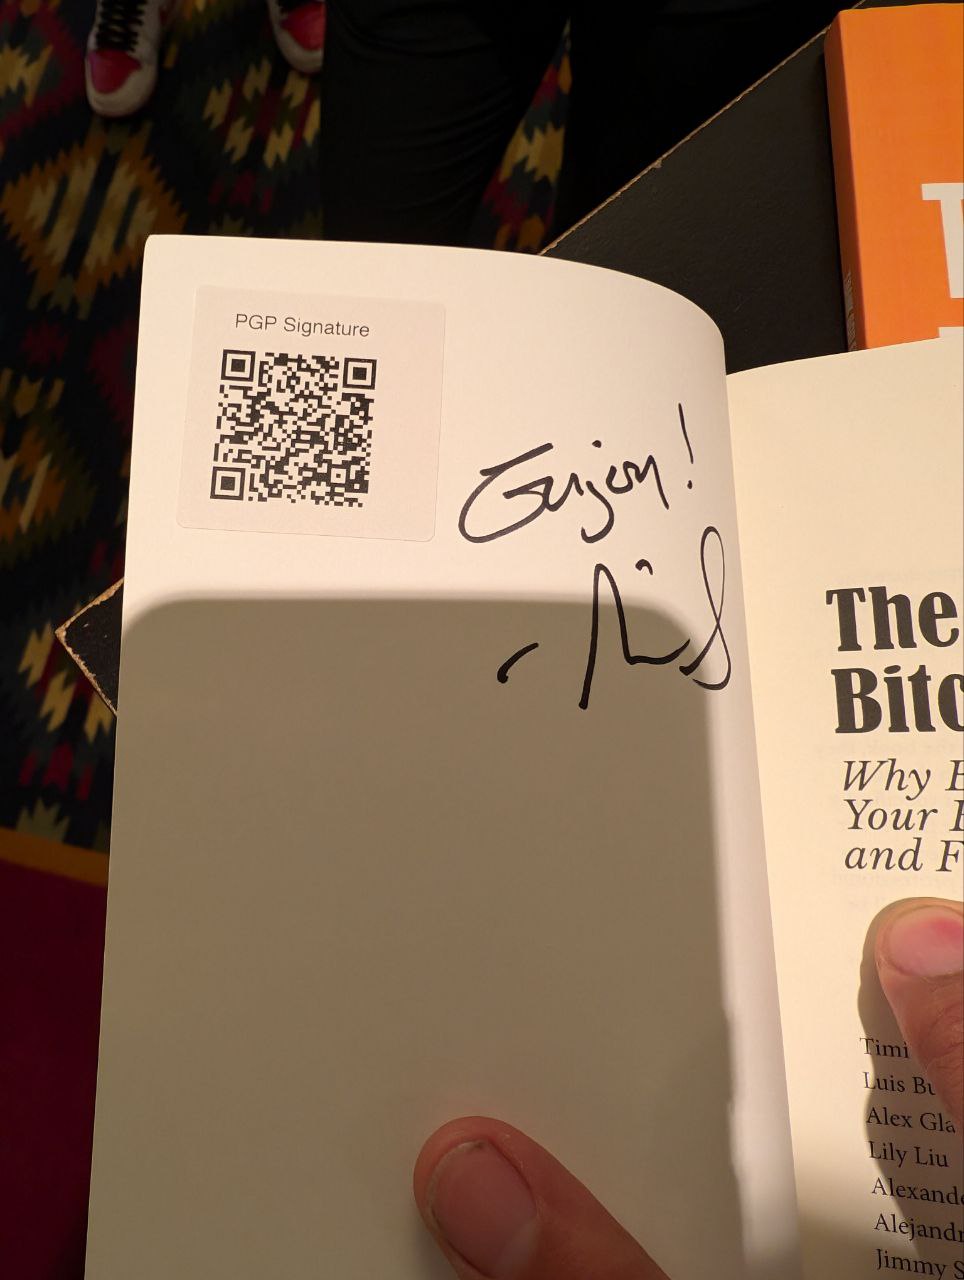 PGP Signature
Enjoy!
The
Bitc
Why
Your
and F
Timi
Luis Bu
Alex Gla
Lily Liu
Alexand
Alejandr
Jimmy S
T